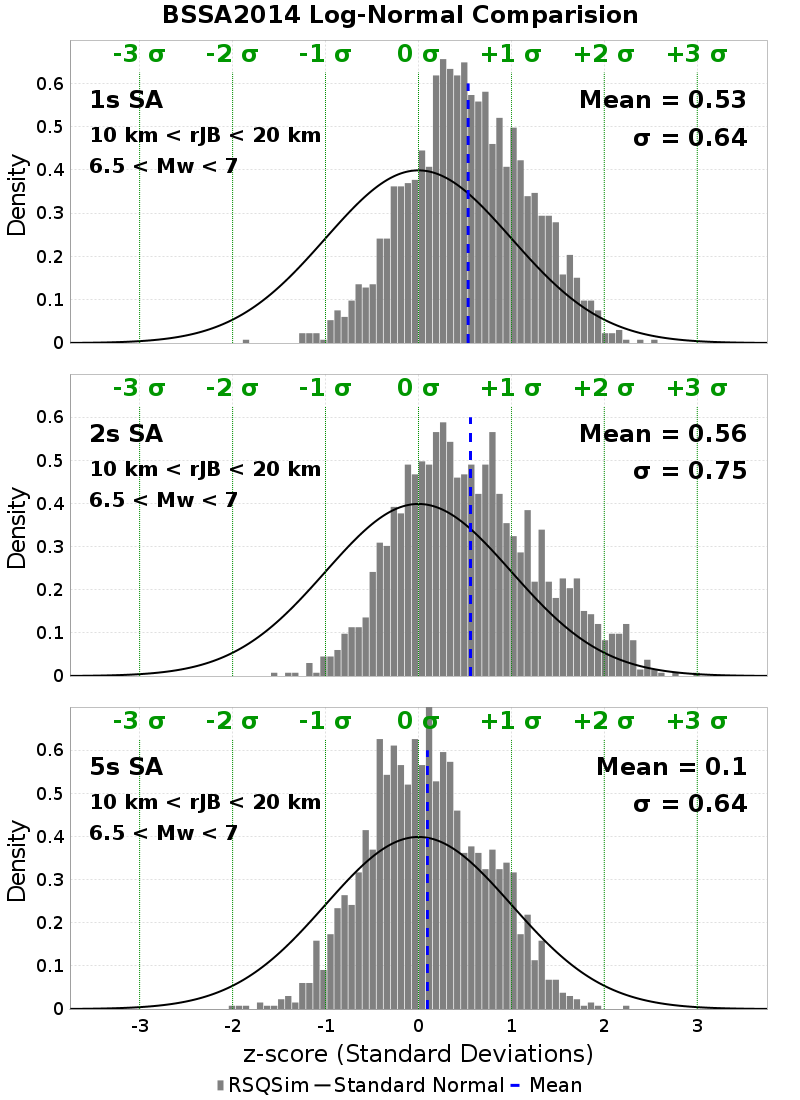 BSSA2014 Log-Normal Comparision
-3 σ -2 σ -1 σ 0 σ +1 σ +2 σ +3 σ
1s SA
Mean = 0.53
10 km < rJB < 20 km
σ = 0.64
6.5 < Mw < 7
Density
0.6
0.5
0.4
0.3
0.2
0.1
0
-3 σ -2 σ -1 σ 0 σ +1 σ +2 σ +3 σ
2s SA
Mean = 0.56
10 km < rJB < 20 km
σ = 0.75
6.5 < Mw < 7
Density
0.6
0.5
0.4
0.3
0.2
0.1
0
-3 σ -2 σ -1 σ 0 σ +1 σ +2 σ +3 σ
5s SA
Mean = 0.1
10 km < rJB < 20 km
σ = 0.64
6.5 < Mw < 7
Density
0.6
0.5
0.4
0.3
0.2
0.1
0
-3 -2 -1 0 1 2 3
z-score (Standard Deviations)
RSQSim Standard Normal Mean